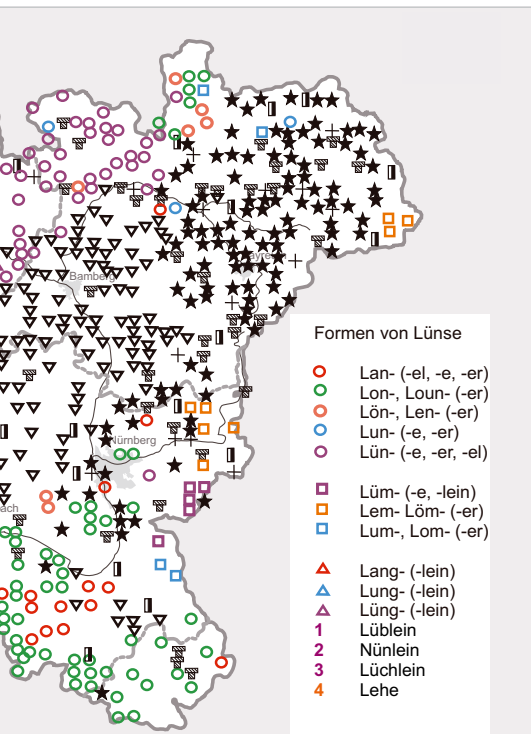 Bamberg
Nürnberg
Formen von Lünse
Lan- (-el, -e, -er)
Lon-, Loun- (-er)
Lön-, Len- (-er)
Lun- (-e, -er)
Lün- (-e, -er, -el)
Lüm- (-e, -lein)
Lem- Löm- (-er)
Lum-, Lom- (-er)
Lang- (-lein)
Lung- (-lein)
Lüng- (-lein)
1 Lüblein
2 Nünlein
3 Lüchlein
4 Lehe